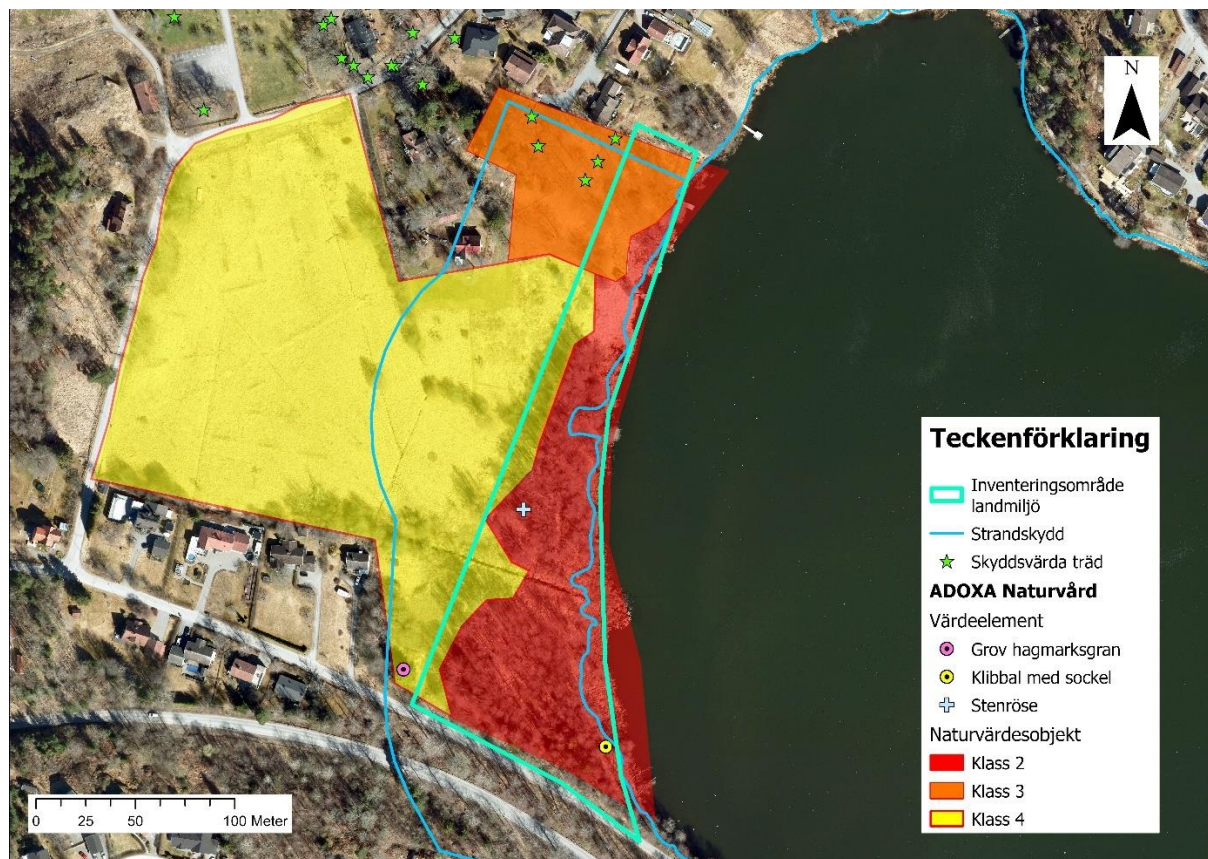 N
Teckenförklaring
Inventeringsområde
landmiljö
Strandskydd
Skyddsvärda träd
ADOXA Naturvård
Värdeelement
Grov hagmarksgran
Klibbal med sockel
Stenröse
Naturvärdesobjekt
Klass 2
Klass 3
Klass 4
0 25 50 100 Meter